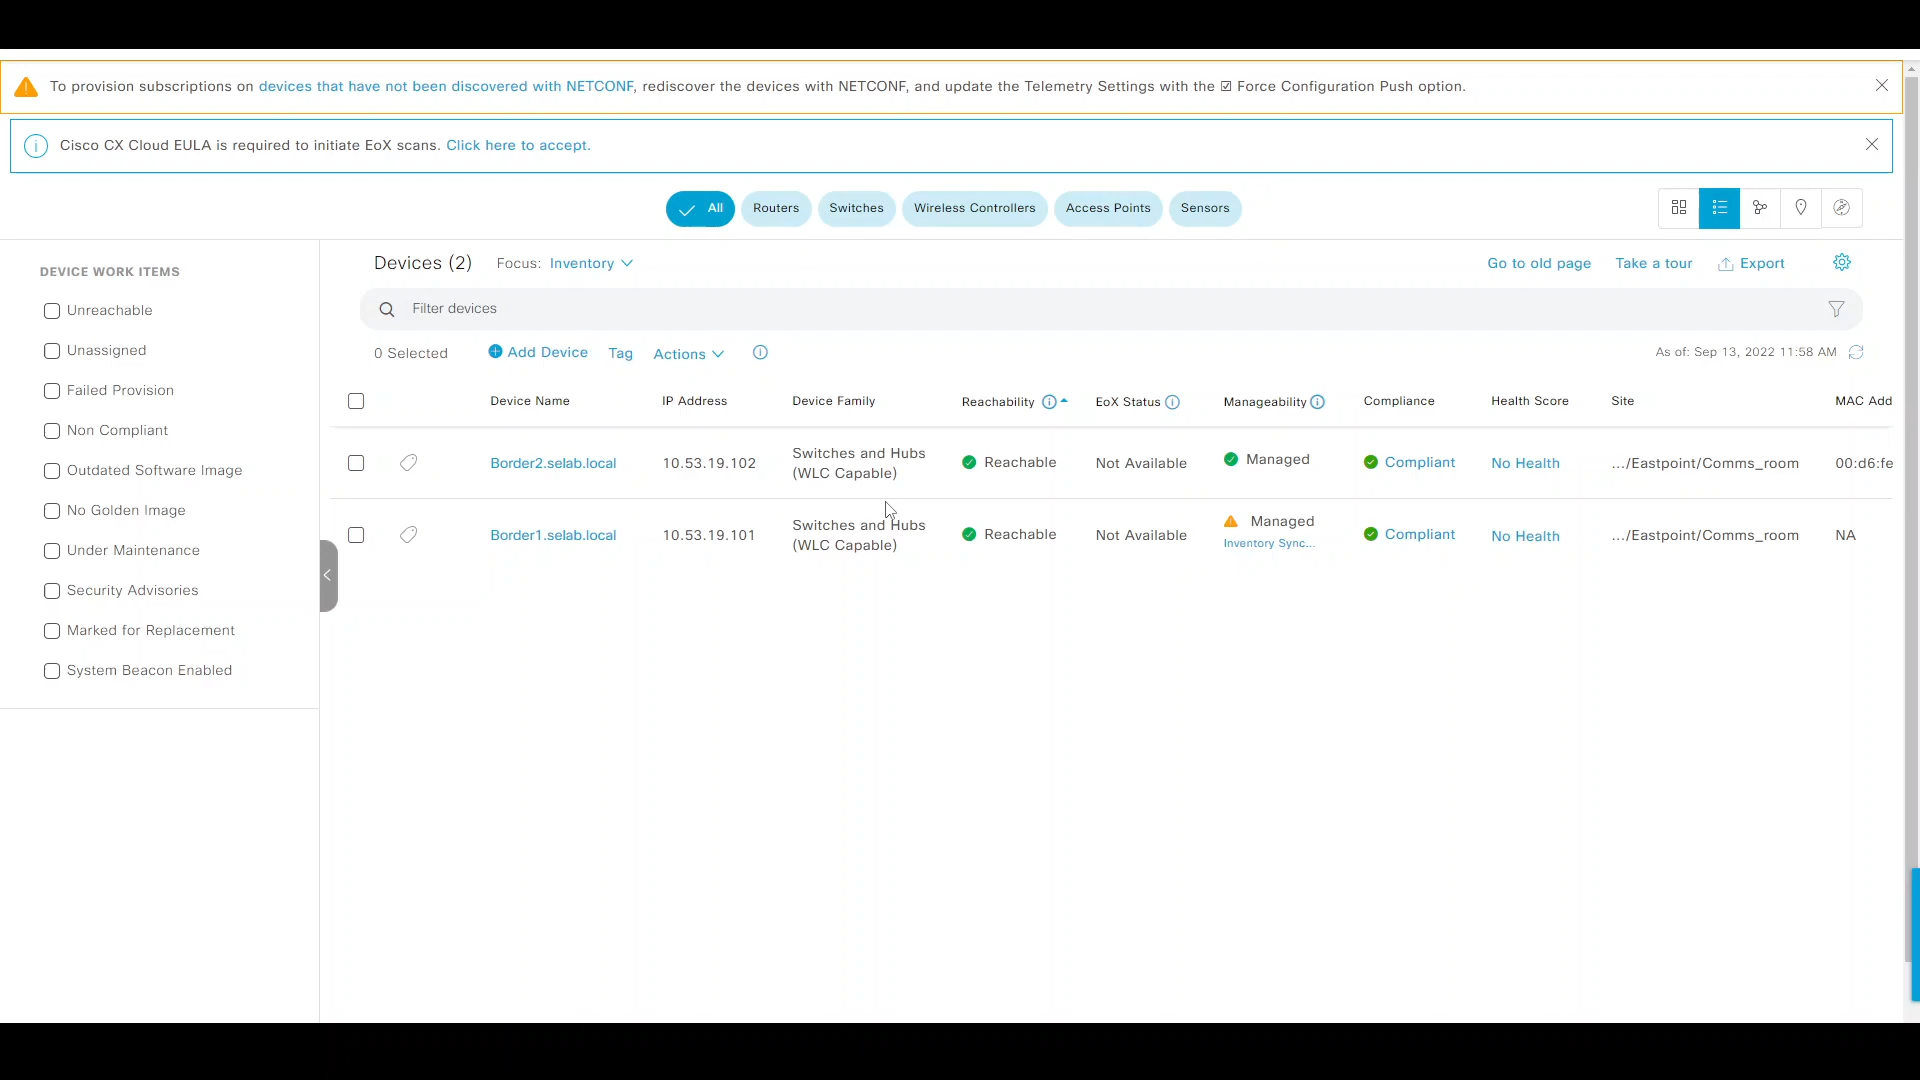 To provision subscriptions on devices that have not been discovered with NETCONF, rediscover the devices with NETCONF, and update the Telemetry Settings with the ☑ Force Configuration Push option.
Cisco CX Cloud EULA is required to initiate EoX scans. Click here to accept.
All Routers Switches Wireless Controllers Access Points Sensors
DEVICE WORK ITEMS
Unreachable
Unassigned
Failed Provision
Non Compliant
Outdated Software Image
No Golden Image
Under Maintenance
Security Advisories
Marked for Replacement
System Beacon Enabled
Devices (2) Focus: Inventory Go to old page Take a tour Export
Filter devices
0 Selected Add Device Tag Actions As of: Sep 13, 2022 11:58 AM
Device Name IP Address Device Family Reachability EoX Status Manageability Compliance Health Score Site MAC Add
Border2.selab.local 10.53.19.102 Switches and Hubs (WLC Capable) Reachable Not Available Managed Compliant No Health .../Eastpoint/Comms_room 00:d6:fe
Border1.selab.local 10.53.19.101 Switches and Hubs (WLC Capable) Reachable Not Available Managed Inventory Sync... Compliant No Health .../Eastpoint/Comms_room NA